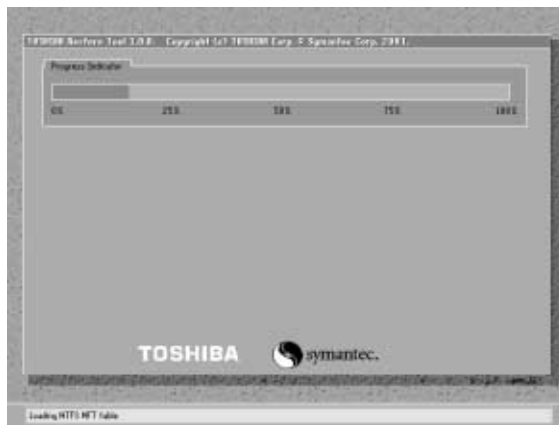 TOSHIBA Restore Tool 1.0.0. Copyright (c) TOSHIBA Corp. & Symantec Corp. 2001.
Progress Indicator
0% 25% 50% 75% 100%
TOSHIBA symantec.
Loading NTFS MFT table